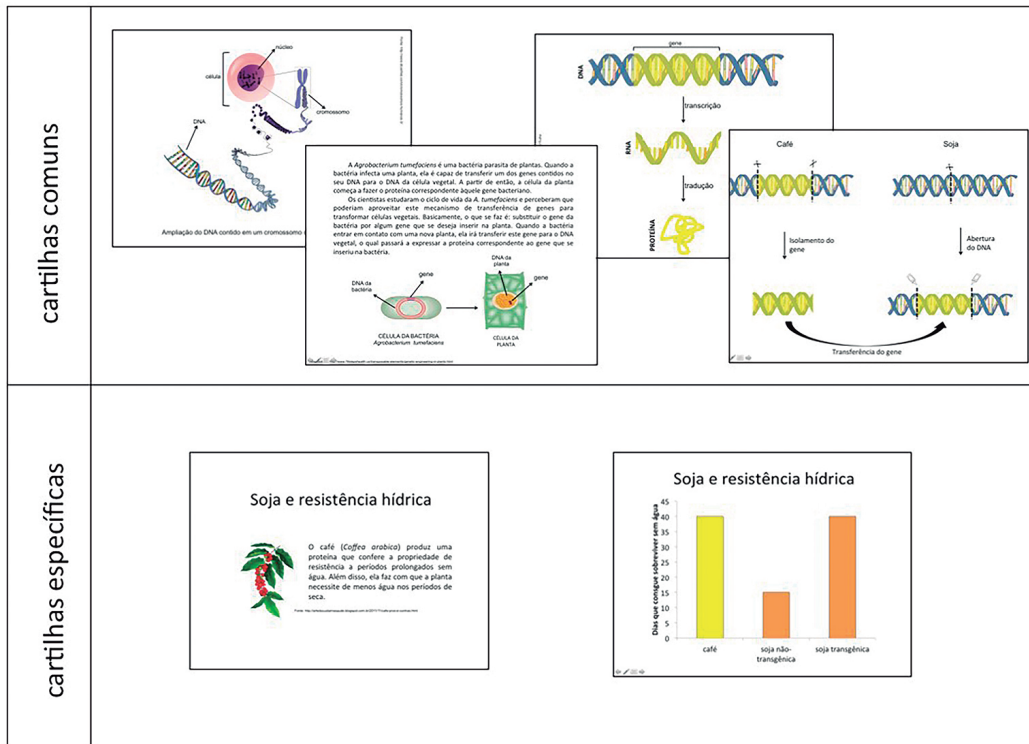 cartilhas comuns
núcleo
célula
cromossomo
DNA
Ampliação do DNA contido em um cromossomo
A Agrobacterium tumefaciens é uma bactéria parasita de plantas. Quando a
bactéria infecta uma planta, ela é capaz de transferir um dos genes contidos no
seu DNA para o DNA da célula vegetal. A partir de então, a célula da planta
começa a fazer o proteína correspondente àquele gene bacteriano.
Os cientistas estudaram o ciclo de vida da A. tumefaciens e perceberam que
poderiam aproveitar este mecanismo de transferência de genes para
transformar células vegetais. Basicamente, o que se faz é: substituir o gene da
bactéria por algum gene que se deseja inserir na planta. Quando a bactéria
entrar em contato com uma nova planta, ela irá transferir este gene para o DNA
vegetal, o qual passará a expressar a proteína correspondente ao gene que se
inseriu na bactéria.
DNA da
bactéria
gene
DNA da
planta
gene
CÉLULA DA BACTÉRIA
Agrobacterium tumefaciens
CÉLULA DA
PLANTA
gene
DNA
transcrição
RNA
tradução
PROTEÍNA
Café
Soja
Isolamento do
gene
Abertura
do DNA
Transferência do gene
cartilhas específicas
Soja e resistência hídrica
O café (Coffea arabica) produz uma
proteína que confere a propriedade de
resistência a períodos prolongados sem
água. Além disso, ela faz com que a planta
necessite de menos água nos períodos de
seca.
Soja e resistência hídrica
Dias que consgue sobreviver sem água
45
40
35
30
25
20
15
10
5
0
café
soja não-
transgênica
soja transgênica